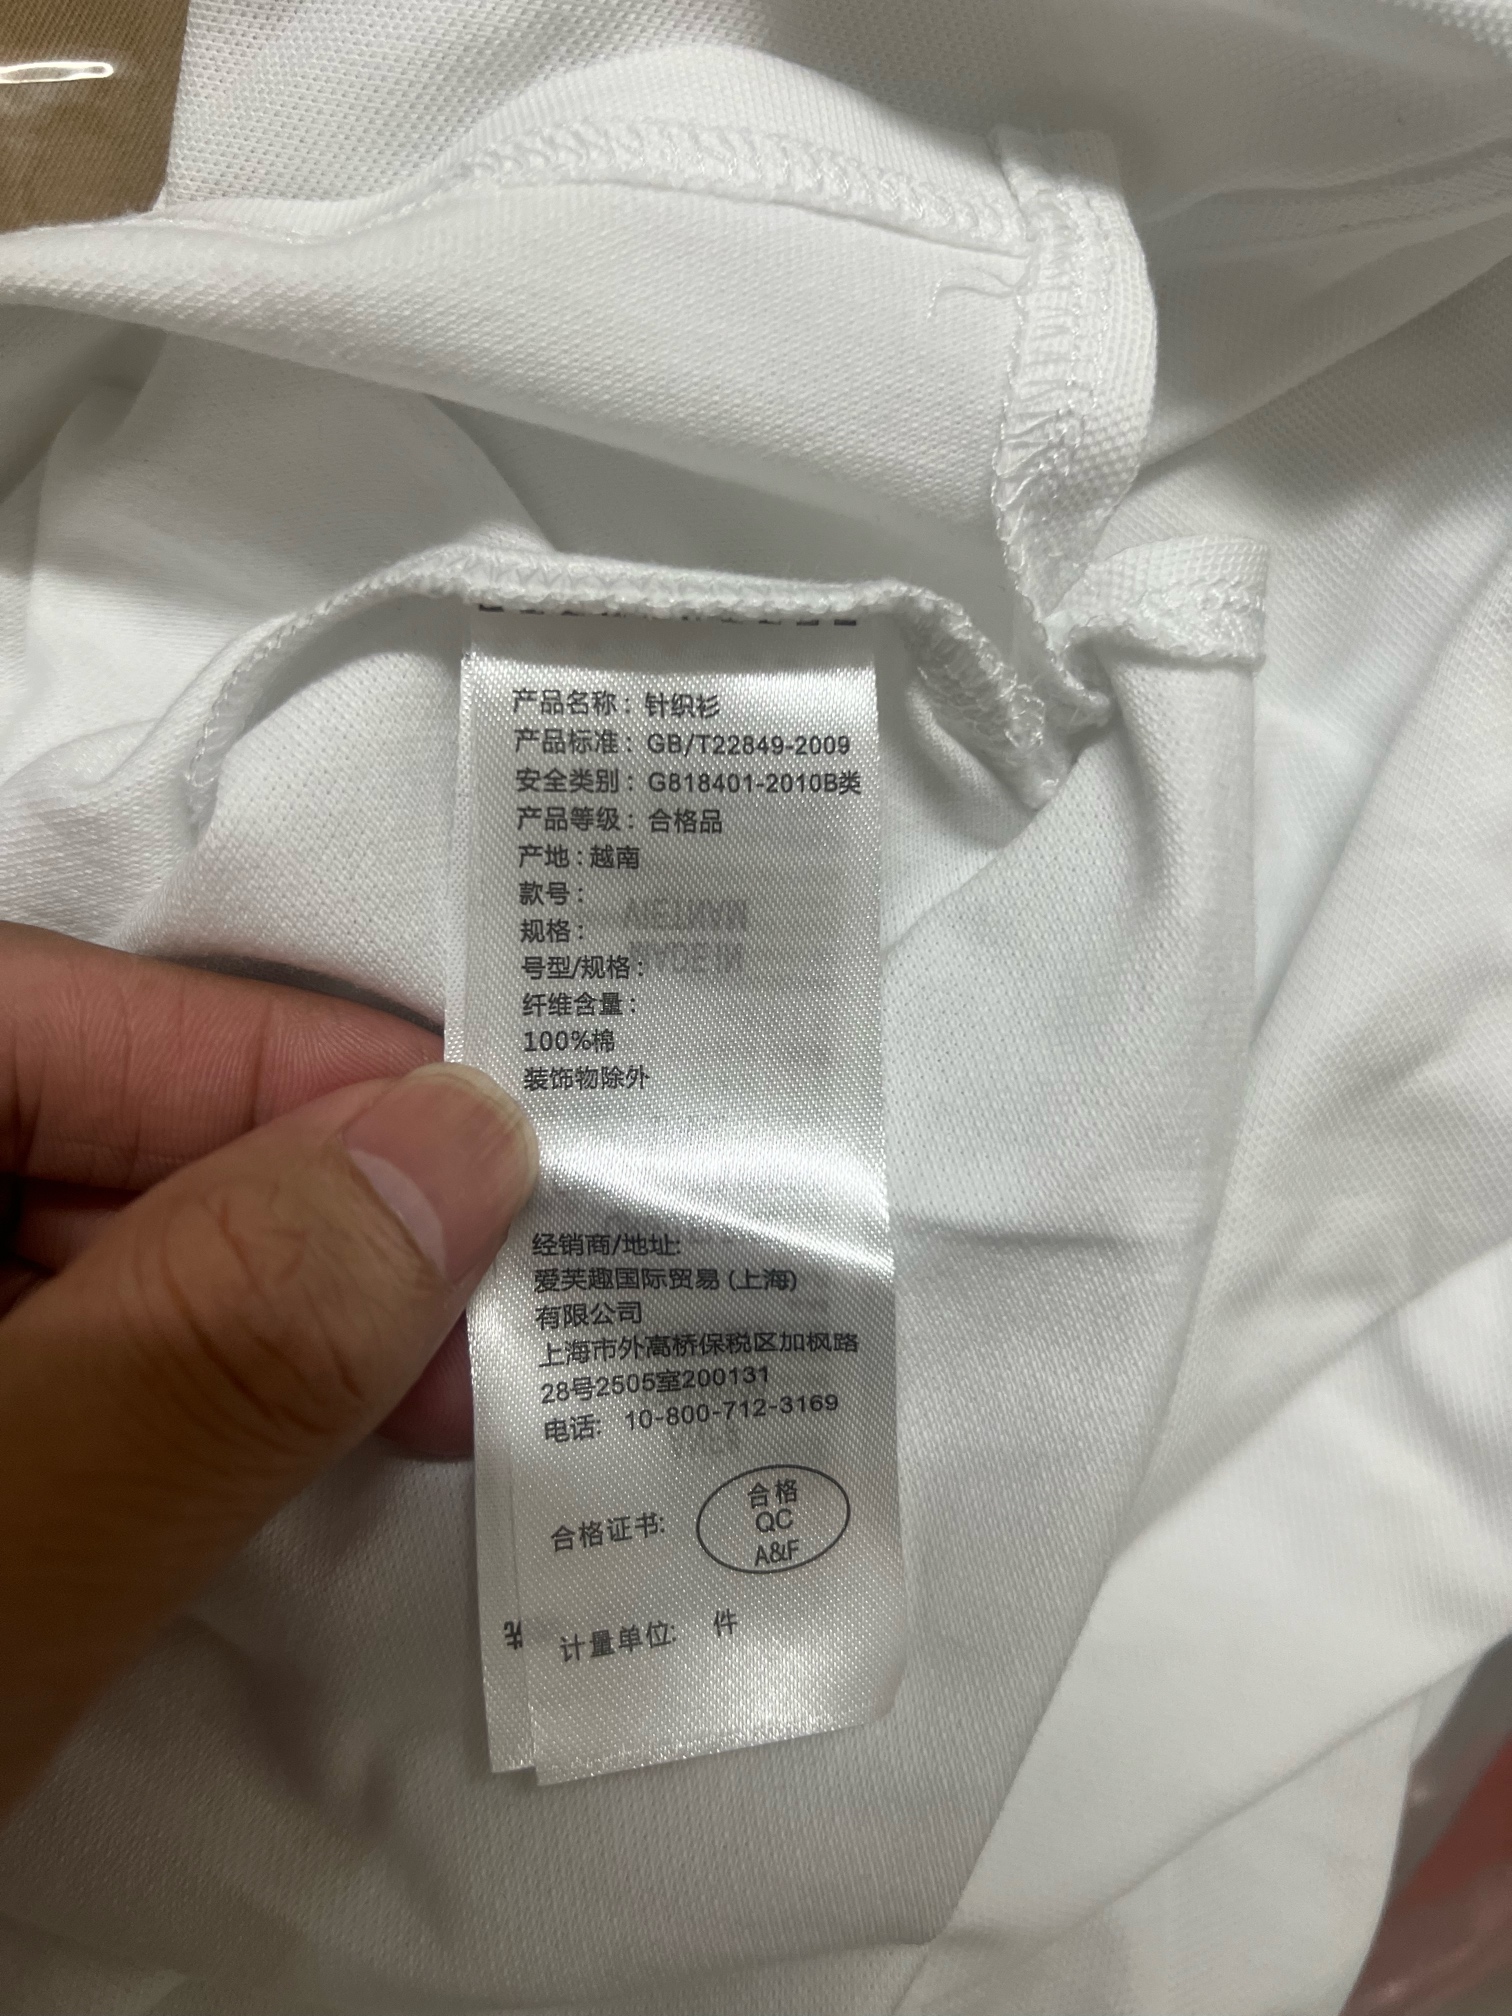 产品名称：针织衫
产品标准：GB/T22849-2009
安全类别：G818401-2010B类
产品等级：合格品
产地：越南
款号：
规格：
号型/规格：
纤维含量：
100%棉
装饰物除外
经销商/地址:
爱芙趣国际贸易 (上海)
有限公司
上海市外高桥保税区加枫路
28号2505室200131
电话: 10-800-712-3169
合格证书:
合格
QC
A&F
计量单位: 件